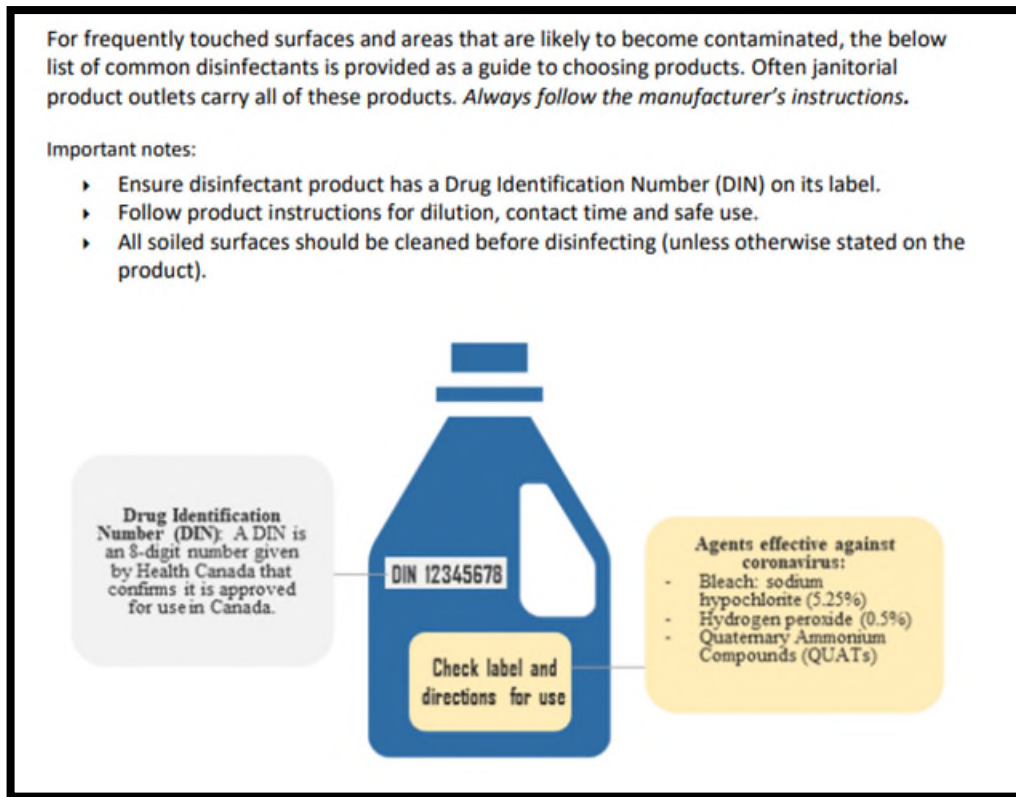 For frequently touched surfaces and areas that are likely to become contaminated, the below
list of common disinfectants is provided as a guide to choosing products. Often janitorial
product outlets carry all of these products. Always follow the manufacturer's instructions.
Important notes:
‣ Ensure disinfectant product has a Drug Identification Number (DIN) on its label.
‣ Follow product instructions for dilution, contact time and safe use.
‣ All soiled surfaces should be cleaned before disinfecting (unless otherwise stated on the
product).
Drug Identification
Number (DIN): A DIN is
an 8-digit number given
by Health Canada that
confirms it is approved
for use in Canada.
DIN 12345678
Check label and
directions for use
Agents effective against
coronavirus:
- Bleach: sodium
hypochlorite (5.25%)
- Hydrogen peroxide (0.5%)
- Quaternary Ammonium
Compounds (QUATs)